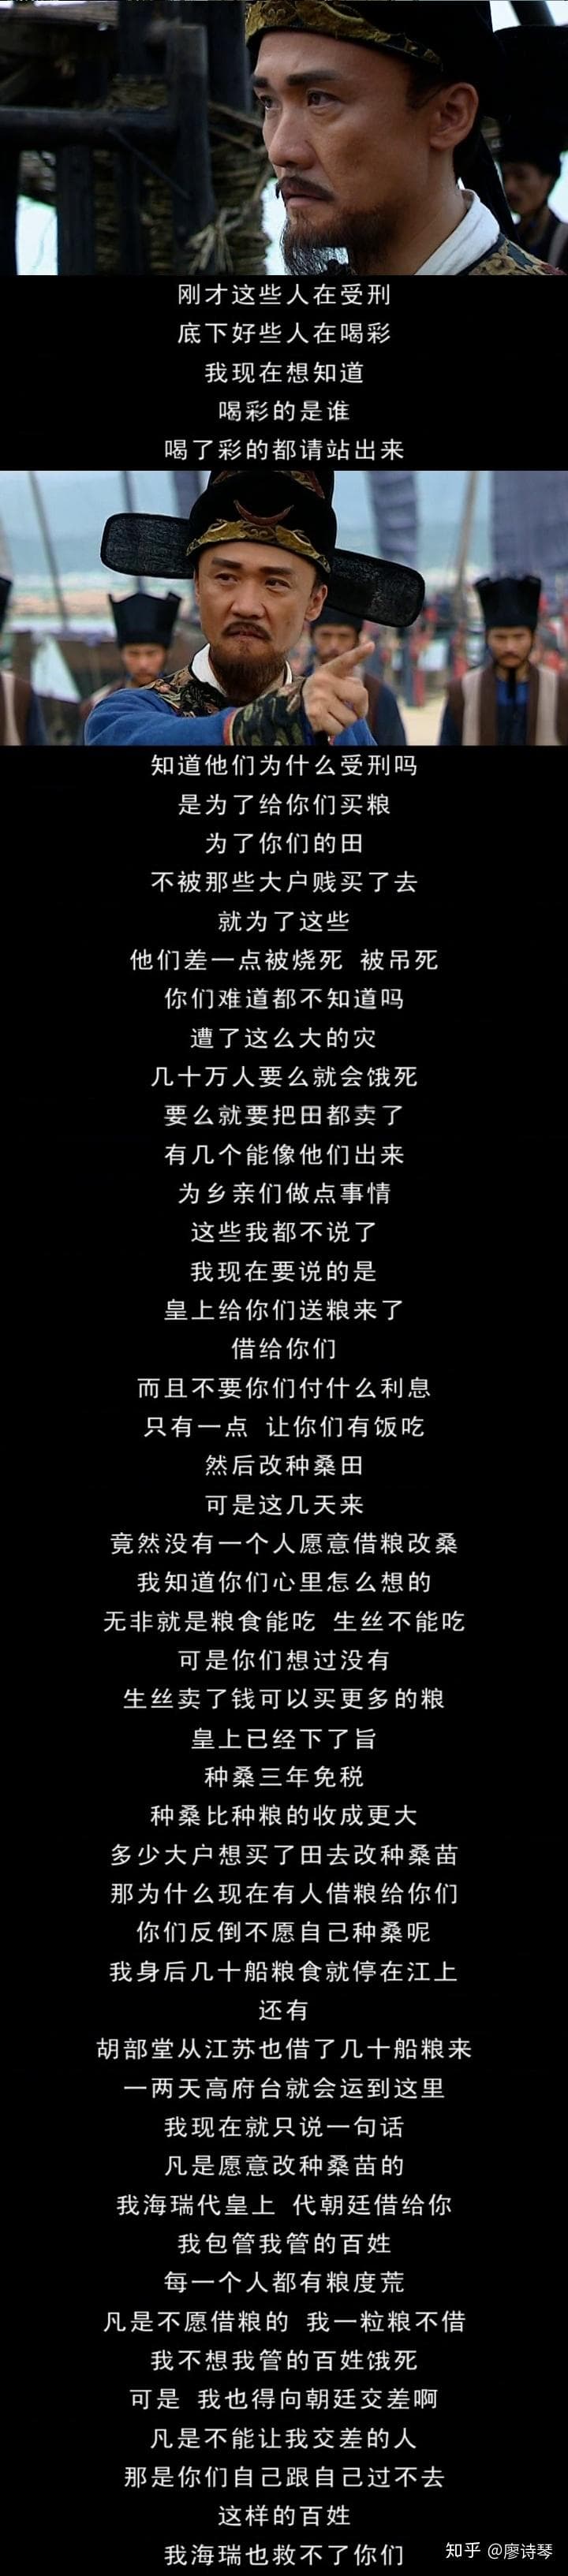 刚才这些人在受刑
底下好些人在喝彩
我现在想知道
喝彩的是谁
喝了彩的都请站出来
知道他们为什么受刑吗
是为了给你们买粮
为了你们的田
不被那些大户贱买了去
就为了这些
他们差一点被烧死 被吊死
你们难道都不知道吗
遭了这么大的灾
几十万人要么就会饿死
要么就要把田都卖了
有几个能像他们出来
为乡亲们做点事情
这些我都不说了
我现在要说的是
皇上给你们送粮来了
借给你们
而且不要你们付什么利息
只有一点 让你们有饭吃
然后改种桑田
可是这几天来
竟然没有一个人愿意借粮改桑
我知道你们心里怎么想的
无非就是粮食能吃 生丝不能吃
可是你们想过没有
生丝卖了钱可以买更多的粮
皇上已经下了旨
种桑三年免税
种桑比种粮的收成更大
多少大户想买了田去改种桑苗
那为什么现在有人借粮给你们
你们反倒不愿自己种桑呢
我身后几十船粮食就停在江上
还有
胡部堂从江苏也借了几十船粮来
一两天高府台就会运到这里
我现在就只说一句话
凡是愿意改种桑苗的
我海瑞代皇上 代朝廷借给你
我包管我管的百姓
每一个人都有粮度荒
凡是不愿借粮的 我一粒粮不借
我不想我管的百姓饿死
可是 我也得向朝廷交差啊
凡是不能让我交差的人
那是你们自己跟自己过不去
这样的百姓
我海瑞也救不了你们
知乎 @廖诗琴